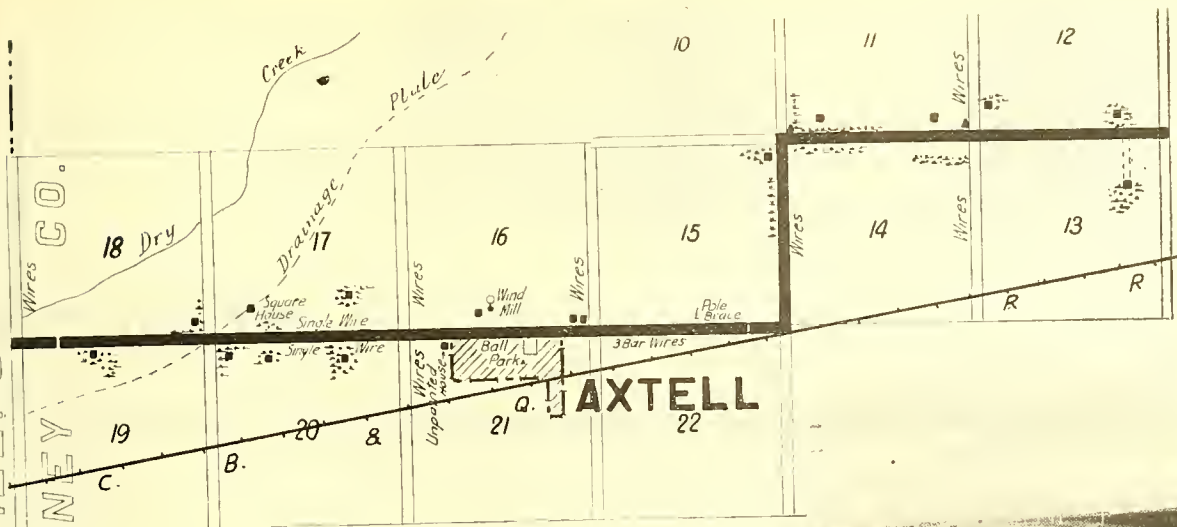 10
11
12
Creek
Wires
Drainage Plate
CO.
Wires
18
Dry
17
16
15
Wires
14
Wires
13
Square
House
Single Wire
Wires
Wind
Mill
Wires
Pole
Brace
R
R
Single Wire
Wires
Unpainted
House
Ball
Park
3 Bar Wires
AXTELL
NEY
19
20
21
22
C.
B.
&
Q.